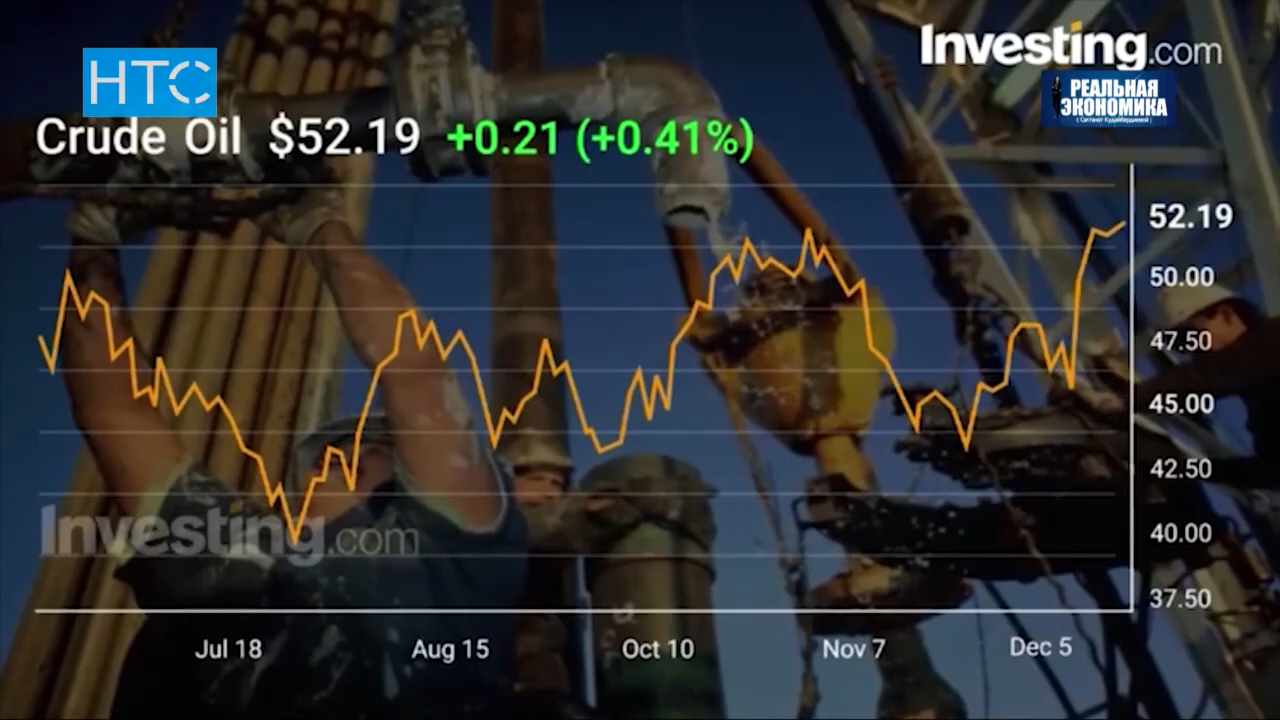 Investing.com
НТС
РЕАЛЬНАЯ
ЭКОНОМИКА
Crude Oil $52.19 +0.21 (+0.41%)
52.19
50.00
47.50
45.00
42.50
40.00
37.50
Investing.com
Jul 18 Aug 15 Oct 10 Nov 7 Dec 5